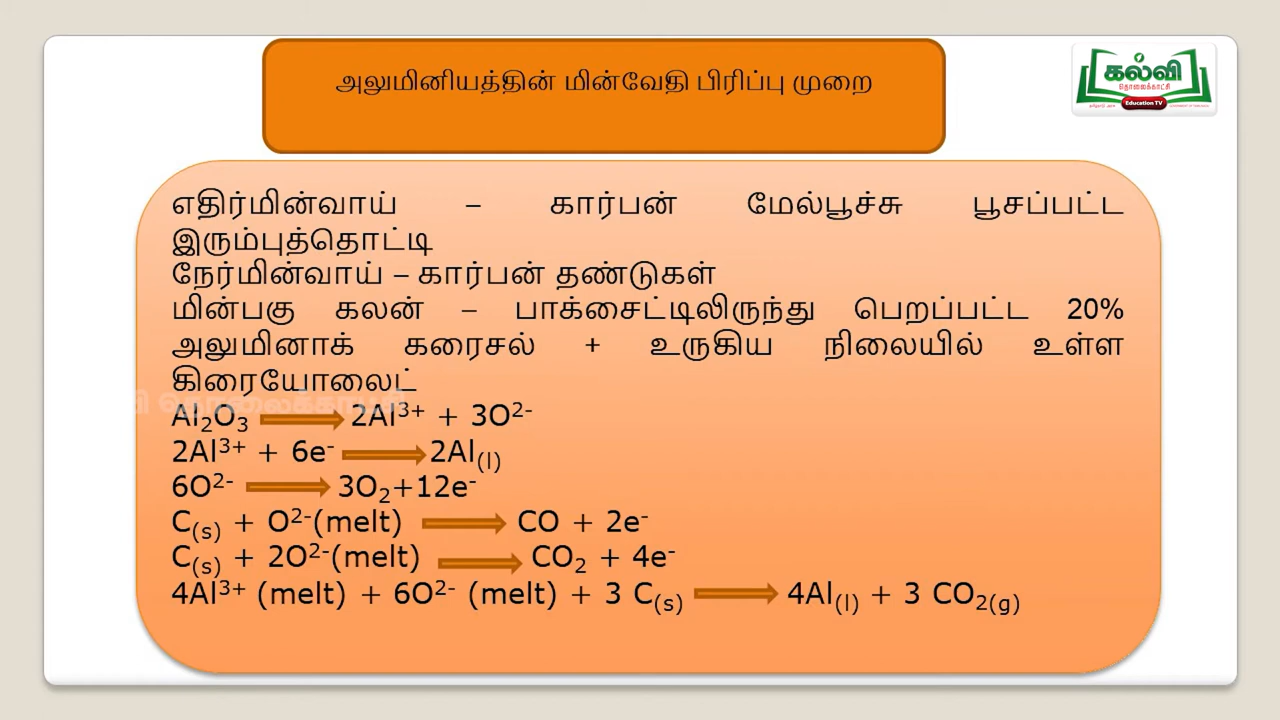 அலுமினியத்தின் மின்வேதி பிரிப்பு முறை
கல்வி
தொலைக்காட்சி
Education TV
எதிர்மின்வாய் – கார்பன் மேல்பூச்சு பூசப்பட்ட
இரும்புத்தொட்டி
நேர்மின்வாய் – கார்பன் தண்டுகள்
மின்பகு கலன் – பாக்சைட்டிலிருந்து பெறப்பட்ட 20%
அலுமினாக் கரைசல் + உருகிய நிலையில் உள்ள
கிரையோலைட்
Al₂O₃ → 2Al³⁺ + 3O²⁻
2Al³⁺ + 6e⁻ → 2Al₍ₗ₎
6O²⁻ → 3O₂+12e⁻
C₍ₛ₎ + O²⁻(melt) → CO + 2e⁻
C₍ₛ₎ + 2O²⁻(melt) → CO₂ + 4e⁻
4Al³⁺ (melt) + 6O²⁻ (melt) + 3 C₍ₛ₎ → 4Al₍ₗ₎ + 3 CO₂(g)